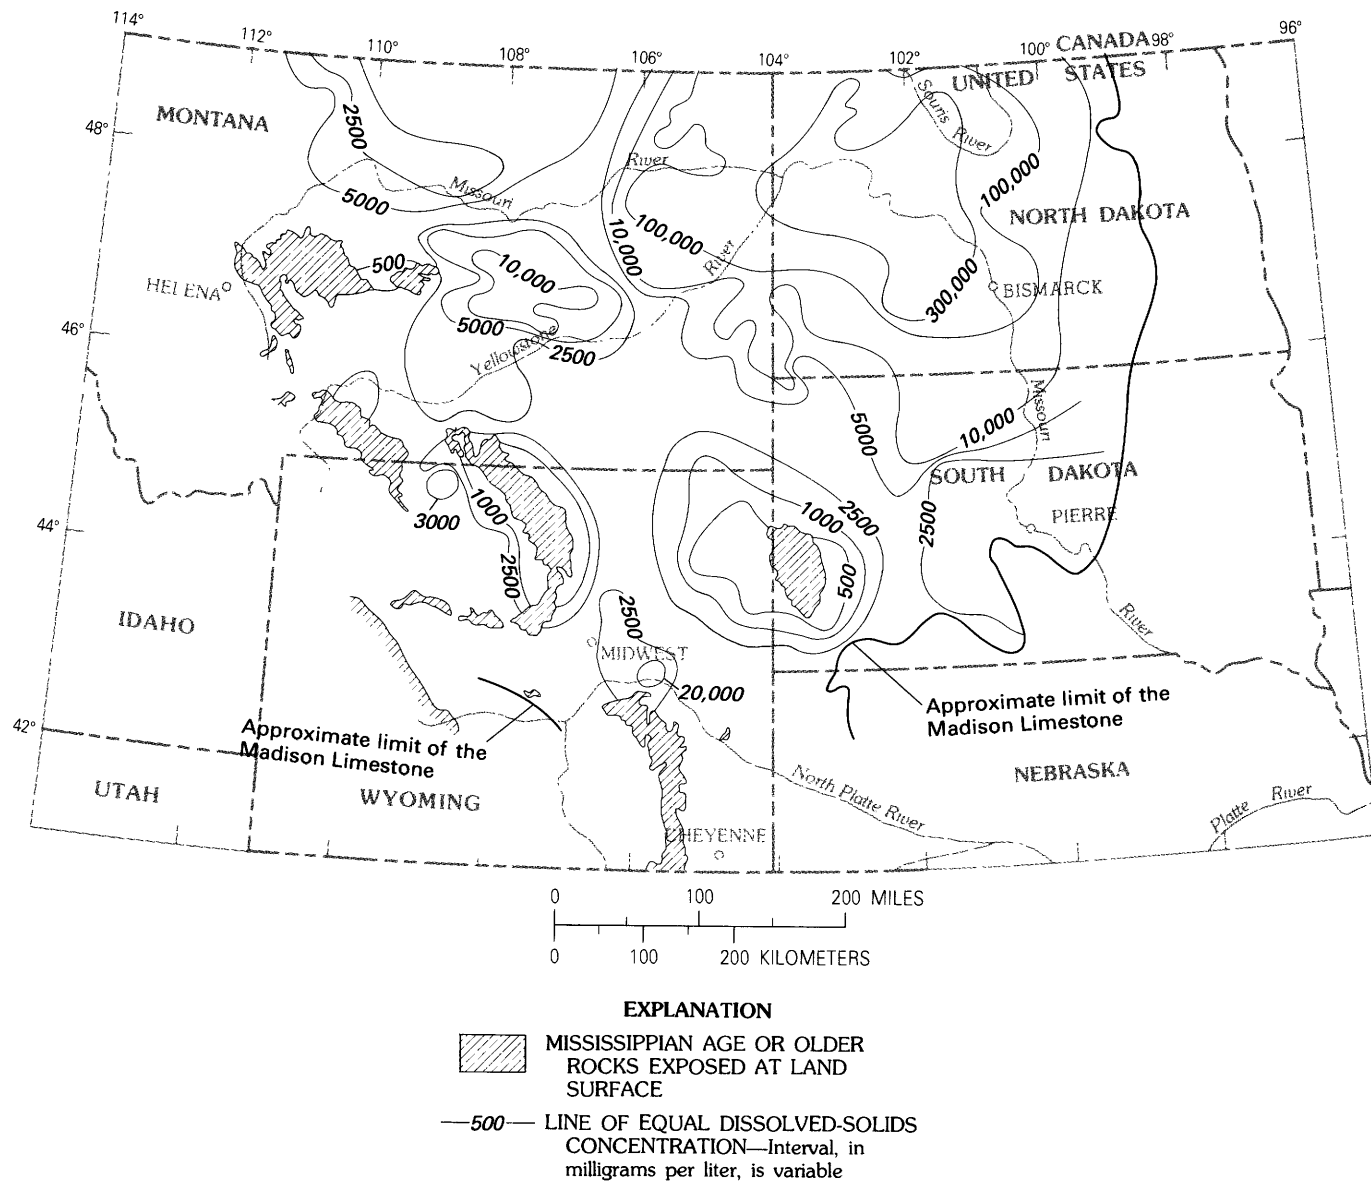 114°
112°
110°
108°
106°
104°
102°
100°
CANADA
98°
96°
UNITED STATES
MONTANA
48°
2500
Souris River
River
Missouri
5000
100,000
NORTH DAKOTA
10,000
100,000
River
500
10,000
HELENA
300,000
BISMARCK
46°
5000
Yellowstone
2500
Missouri
5000
10,000
SOUTH DAKOTA
1000
3000
1000
2500
2500
PIERRE
44°
2500
500
IDAHO
2500
River
MIDWEST
20,000
Approximate limit of the
Madison Limestone
42°
Approximate limit of the
Madison Limestone
NEBRASKA
UTAH
WYOMING
North Platte River
Platte River
CHEYENNE
0 100 200 MILES
0 100 200 KILOMETERS
EXPLANATION
MISSISSIPPIAN AGE OR OLDER
ROCKS EXPOSED AT LAND
SURFACE
—500— LINE OF EQUAL DISSOLVED-SOLIDS
CONCENTRATION—Interval, in
milligrams per liter, is variable